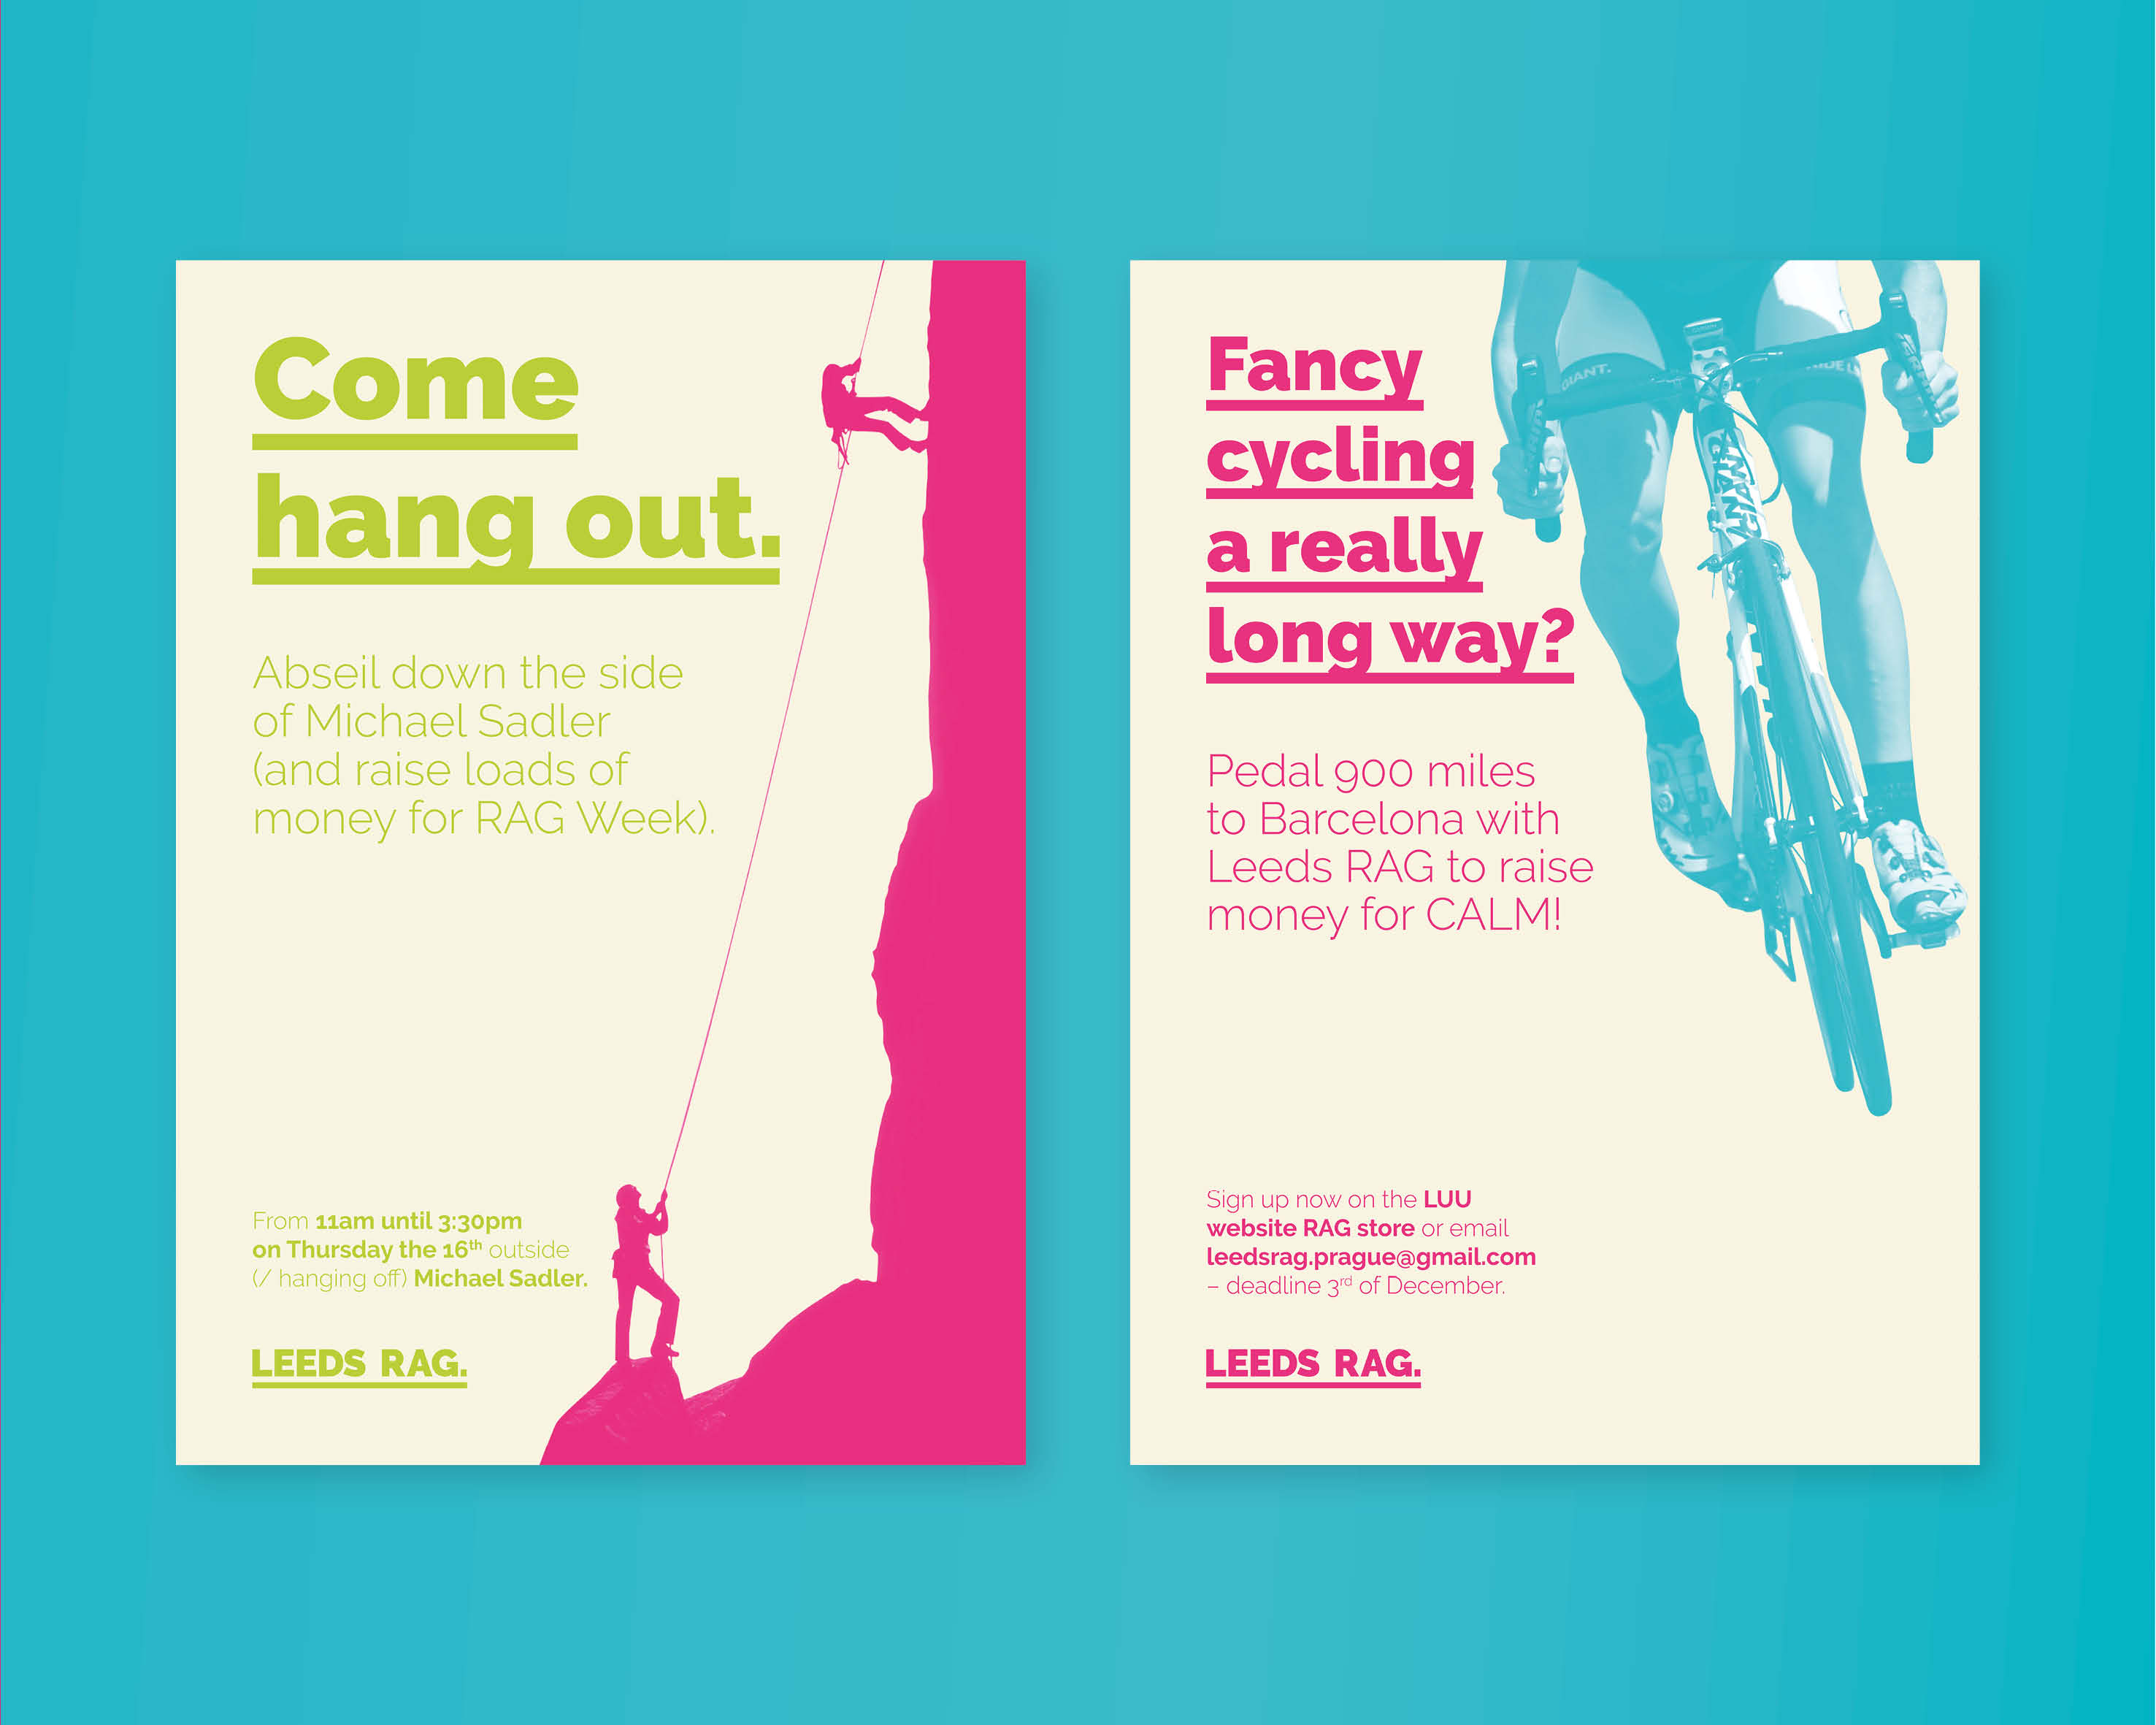 Come
hang out.
Abseil down the side
of Michael Sadler
(and raise loads of
money for RAG Week).
From 11am until 3:30pm
on Thursday the 16th outside
(/ hanging off) Michael Sadler.
LEEDS RAG.
Fancy
cycling
a really
long way?
Pedal 900 miles
to Barcelona with
Leeds RAG to raise
money for CALM!
Sign up now on the LUU
website RAG store or email
leedsrag.prague@gmail.com
– deadline 3rd of December.
LEEDS RAG.
GIANT.